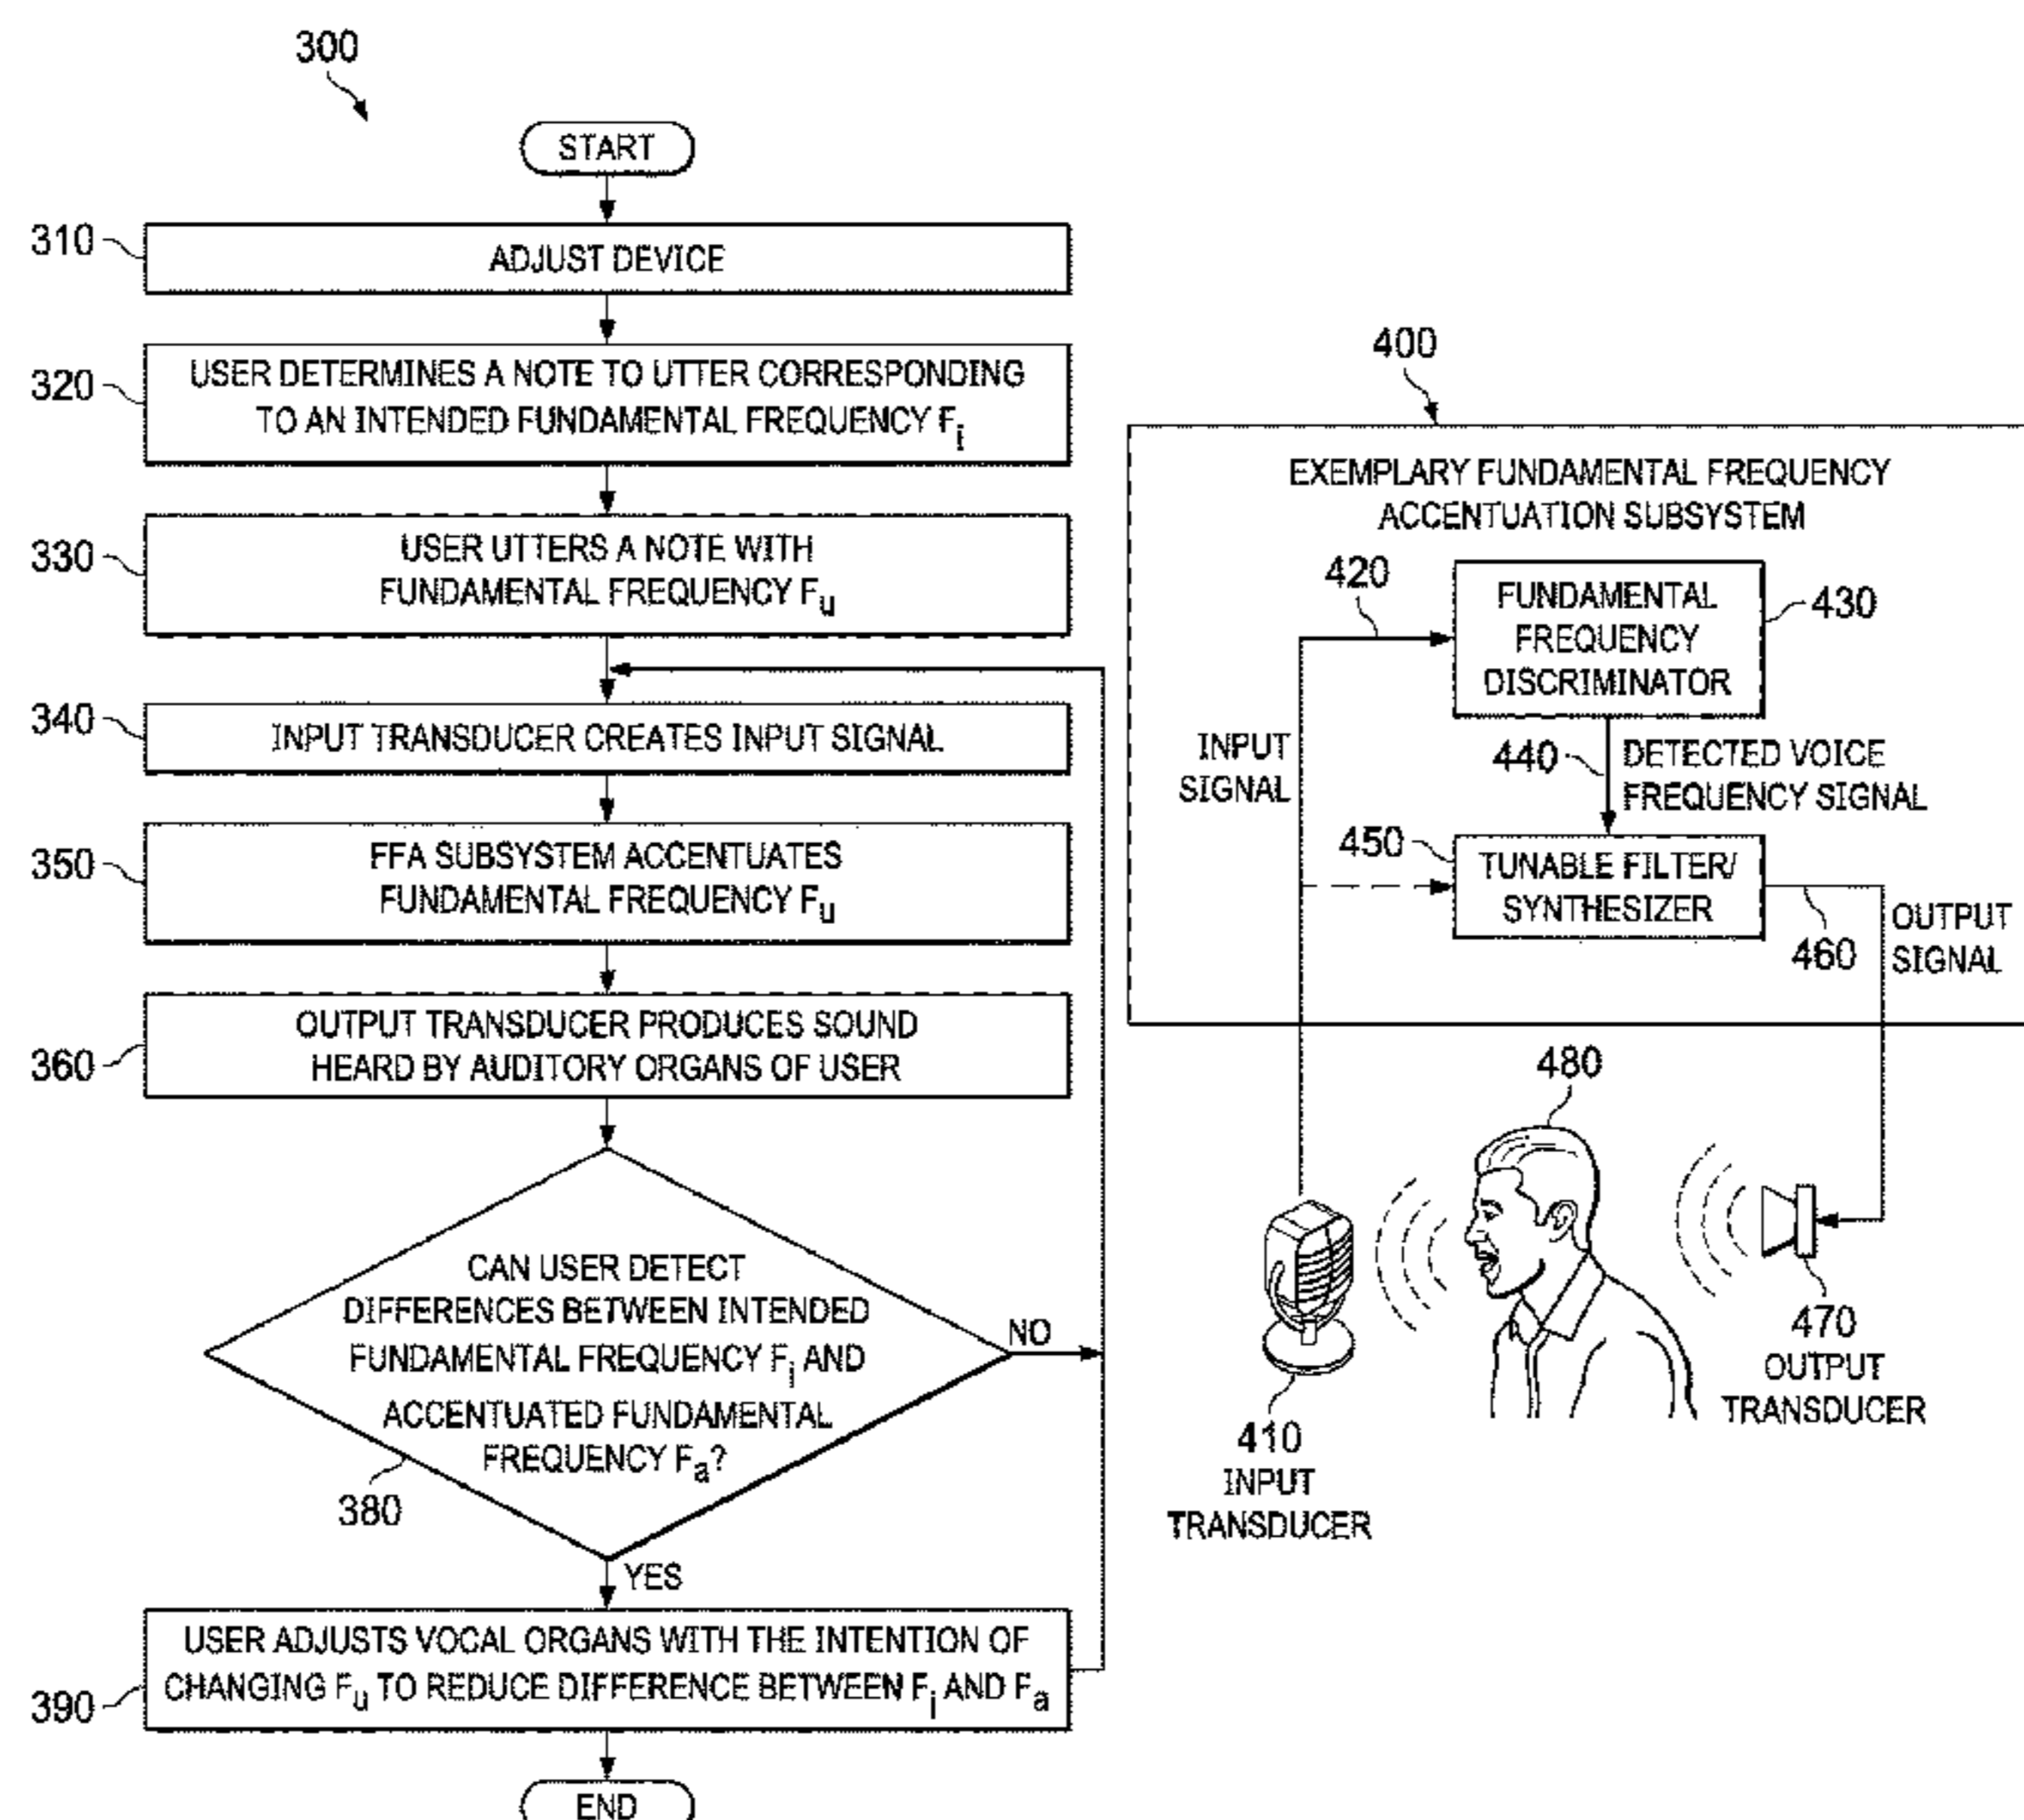 300
START
310
ADJUST DEVICE
320
USER DETERMINES A NOTE TO UTTER CORRESPONDING
TO AN INTENDED FUNDAMENTAL FREQUENCY Fi
330
USER UTTERS A NOTE WITH
FUNDAMENTAL FREQUENCY Fu
340
INPUT TRANSDUCER CREATES INPUT SIGNAL
350
FFA SUBSYSTEM ACCENTUATES
FUNDAMENTAL FREQUENCY Fu
360
OUTPUT TRANSDUCER PRODUCES SOUND
HEARD BY AUDITORY ORGANS OF USER
CAN USER DETECT
DIFFERENCES BETWEEN INTENDED
FUNDAMENTAL FREQUENCY Fi AND
ACCENTUATED FUNDAMENTAL
FREQUENCY Fa?
NO
380
YES
390
USER ADJUSTS VOCAL ORGANS WITH THE INTENTION OF
CHANGING Fu TO REDUCE DIFFERENCE BETWEEN Fi AND Fa
END
400
EXEMPLARY FUNDAMENTAL FREQUENCY
ACCENTUATION SUBSYSTEM
420
FUNDAMENTAL
FREQUENCY
DISCRIMINATOR
430
INPUT
SIGNAL
440
DETECTED VOICE
FREQUENCY SIGNAL
450
TUNABLE FILTER/
SYNTHESIZER
460
OUTPUT
SIGNAL
480
470
OUTPUT
TRANSDUCER
410
INPUT
TRANSDUCER